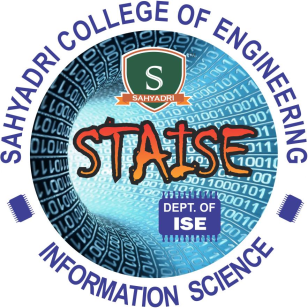 SAHYADRI COLLEGE OF ENGINEERING
S
SAHYADRI
STAISE
DEPT. OF
ISE
INFORMATION SCIENCE